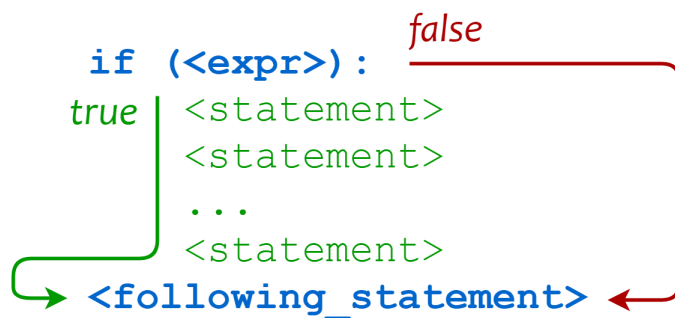 false
if (<expr>):
true <statement>
<statement>
...
<statement>
<following_statement>